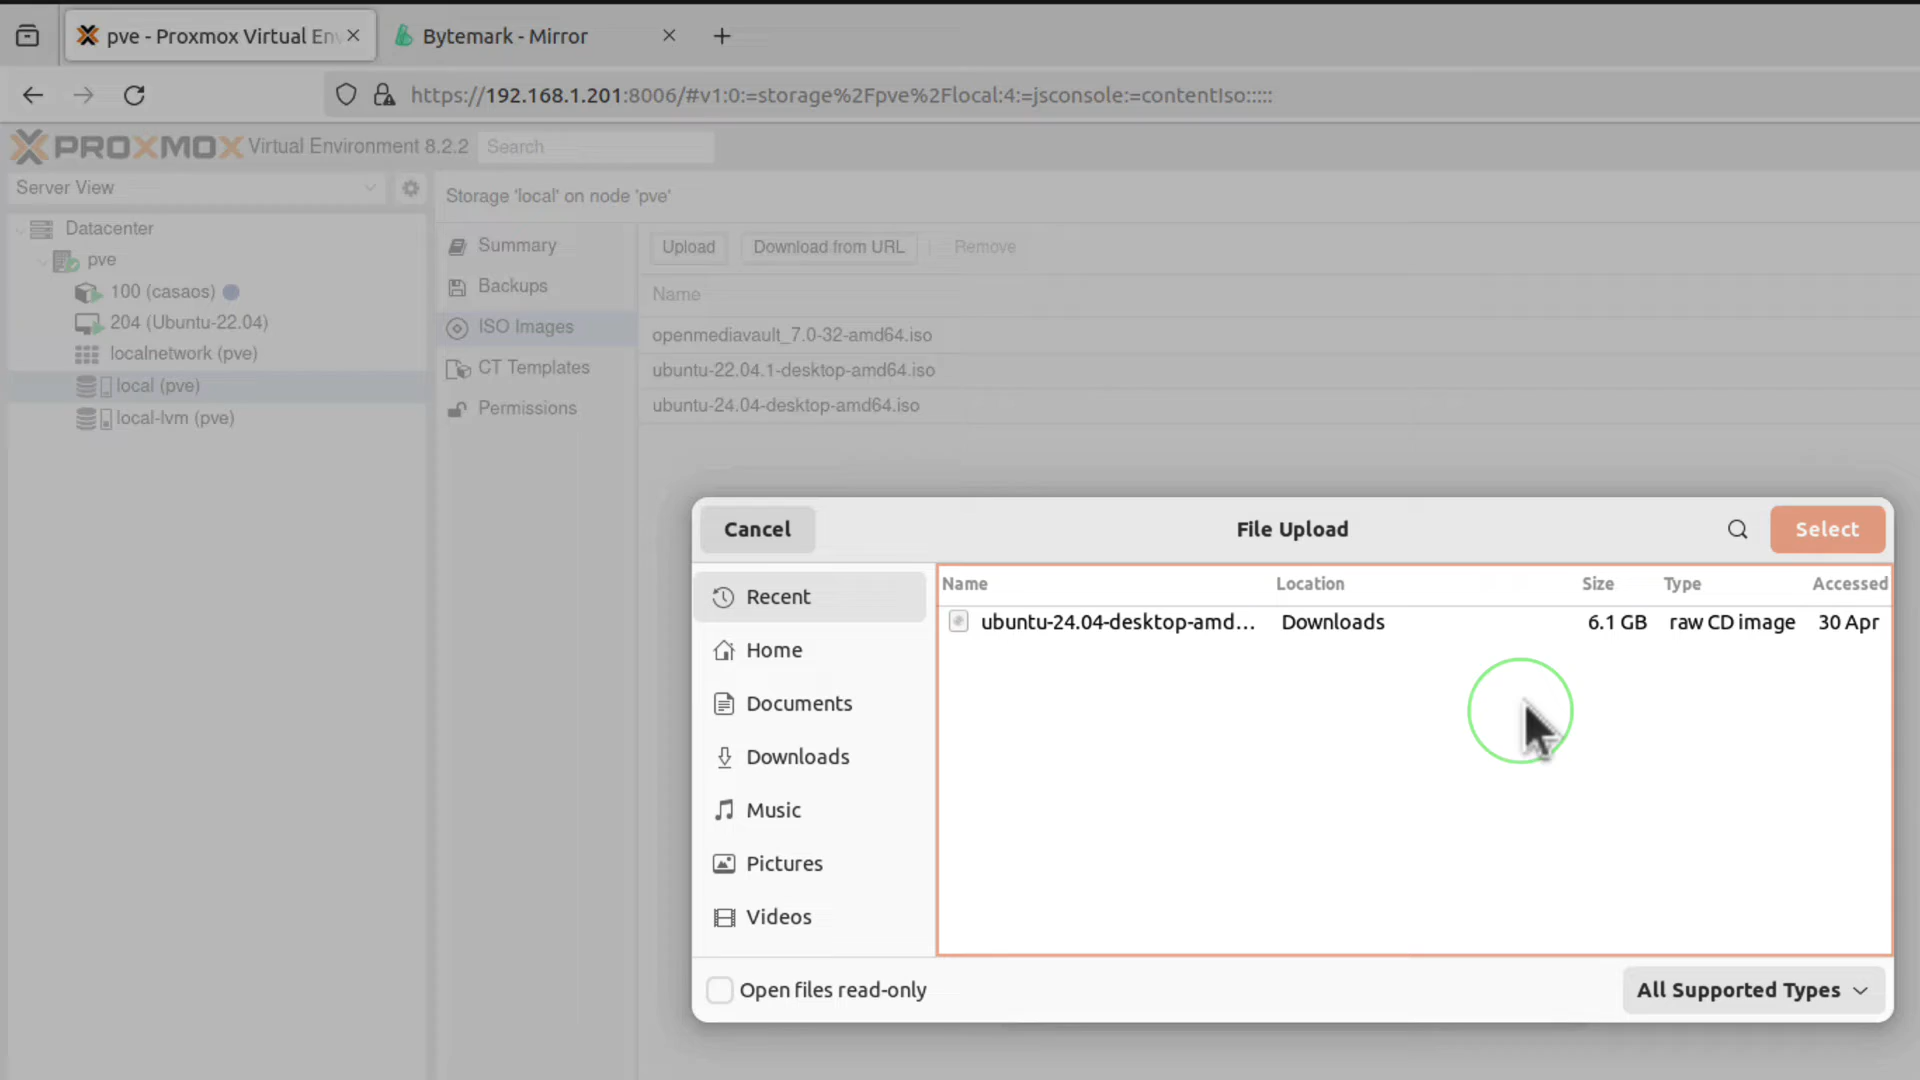 pve - Proxmox Virtual En
Bytemark - Mirror
https://192.168.1.201:8006/#v1:0:=storage%2Fpve%2Flocal:4:=jsconsole:=contentIso:::::
PROXMOX Virtual Environment 8.2.2 Search
Server View
Datacenter
pve
100 (casaos)
204 (Ubuntu-22.04)
localnetwork (pve)
local (pve)
local-lvm (pve)
Storage 'local' on node 'pve'
Summary
Backups
ISO Images
CT Templates
Permissions
Upload Download from URL Remove
Name
openmediavault_7.0-32-amd64.iso
ubuntu-22.04.1-desktop-amd64.iso
ubuntu-24.04-desktop-amd64.iso
Cancel File Upload Select
Recent
Home
Documents
Downloads
Music
Pictures
Videos
Name Location Size Type Accessed
ubuntu-24.04-desktop-amd… Downloads 6.1 GB raw CD image 30 Apr
Open files read-only
All Supported Types